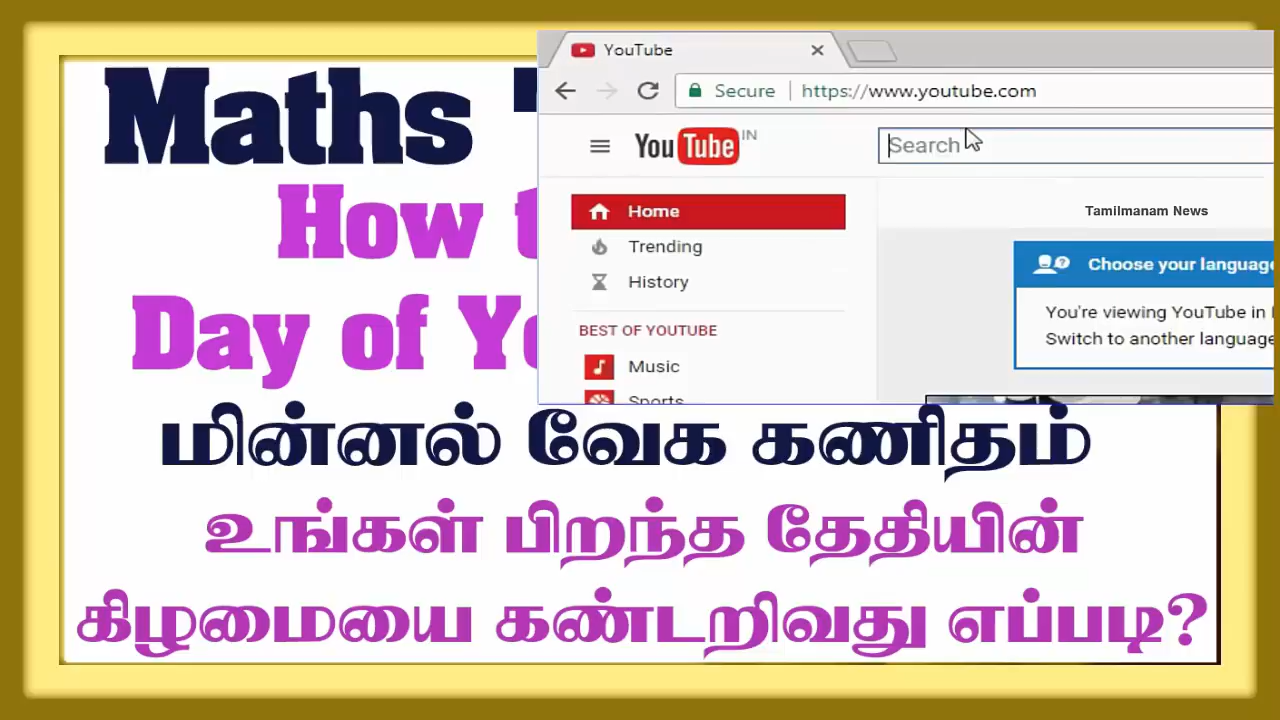 YouTube
Secure https://www.youtube.com
YouTube IN
Search
Home
Tamilmanam News
Trending
Choose your language
History
You're viewing YouTube in
Switch to another language
BEST OF YOUTUBE
Music
Sports
Maths
How
Day of
மின்னல் வேக கணிதம்
உங்கள் பிறந்த தேதியின்
கிழமையை கண்டறிவது எப்படி?